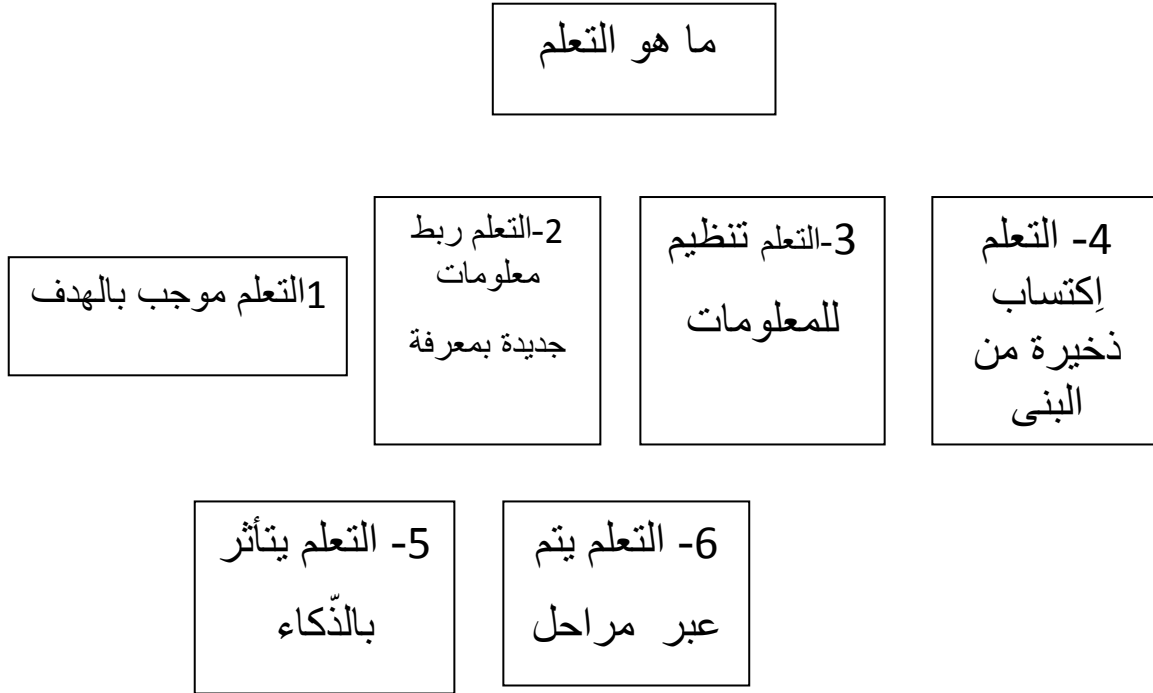 ما هو التعلم
1التعلم موجب بالهدف
2-التعلم ربط
معلومات
جديدة بمعرفة
3-التعلم تنظيم
للمعلومات
4- التعلم
اِكتساب
ذخيرة من
البنى
5- التعلم يتأثر
بالذّكاء
6- التعلم يتم
عبر مراحل